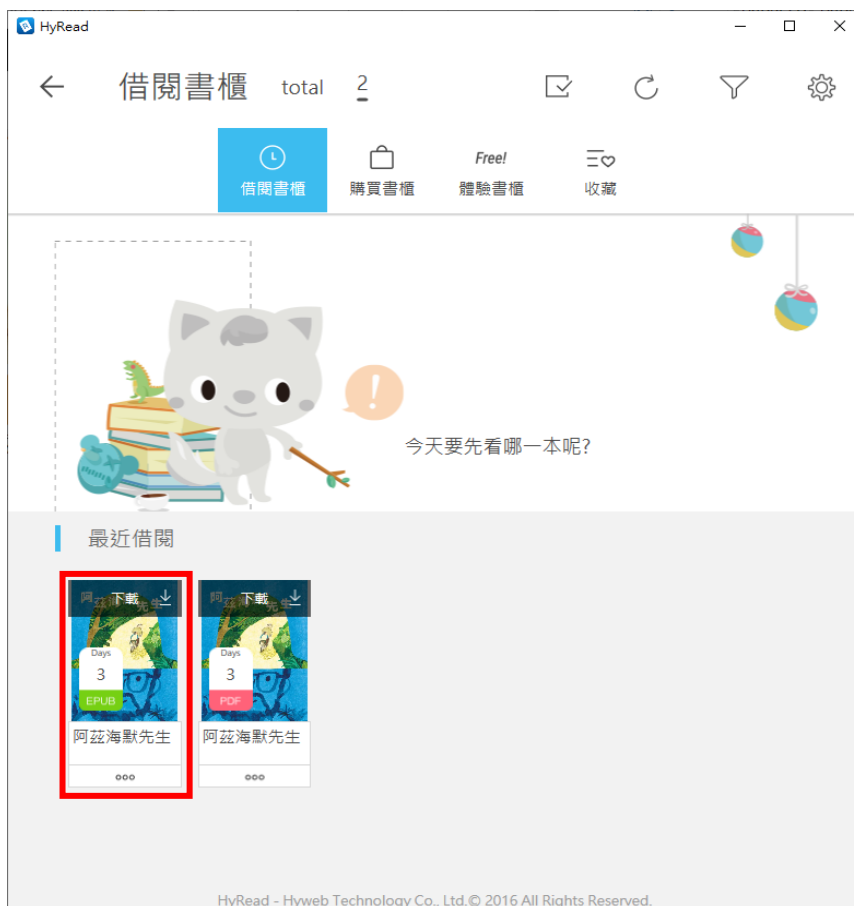 HyRead
借閱書櫃 total 2
借閱書櫃 購買書櫃 Free! 體驗書櫃 收藏
今天要先看哪一本呢?
最近借閱
下載 下載
Days Days
3 3
EPUB PDF
阿茲海默先生 阿茲海默先生
HyRead - Hyweb Technology Co., Ltd.© 2016 All Rights Reserved.